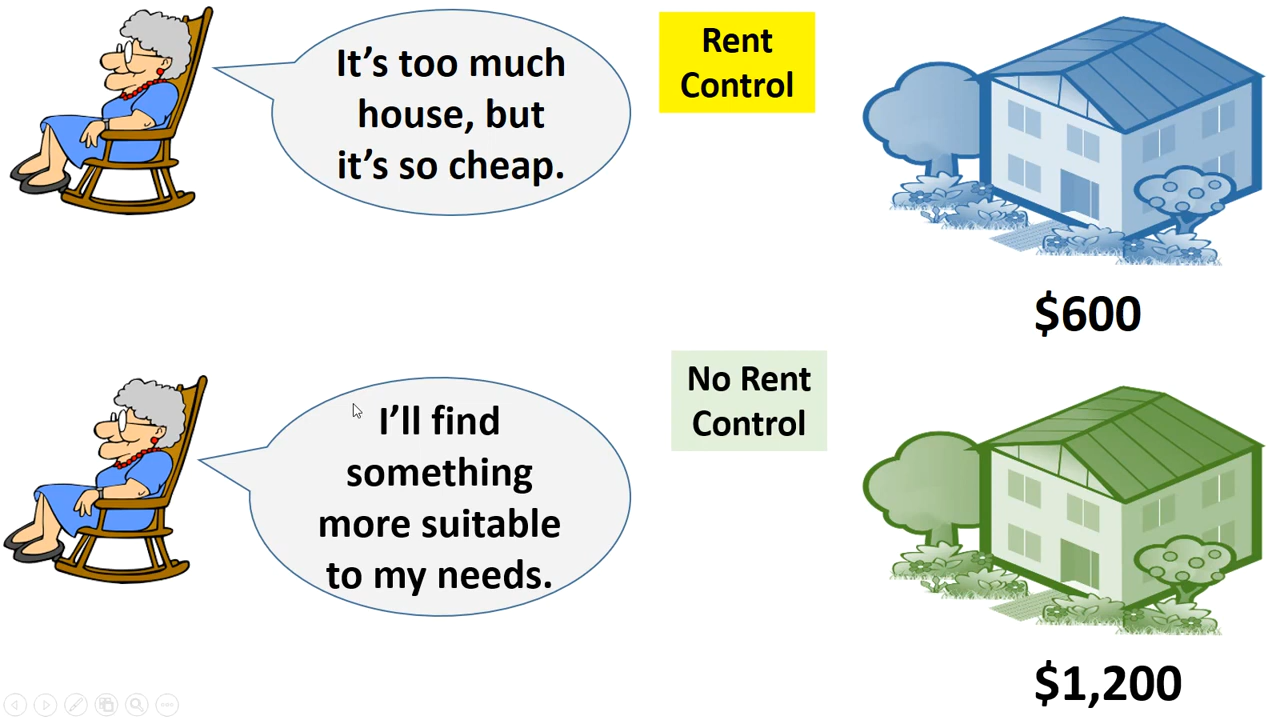 It’s too much
house, but
it’s so cheap.
Rent
Control
$600
I’ll find
something
more suitable
to my needs.
No Rent
Control
$1,200